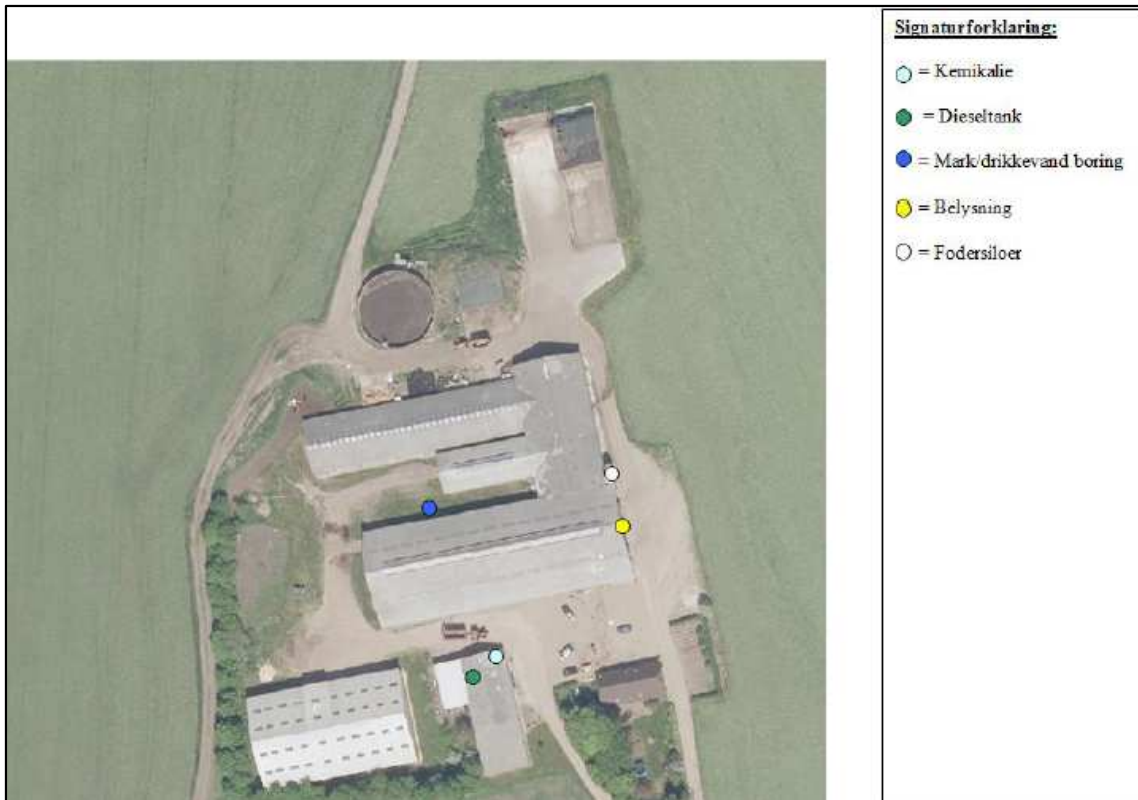 Signaturforklaring:
= Kemikalie
= Dieseltank
= Mark/drikkevand boring
= Belysning
= Fodersiloer